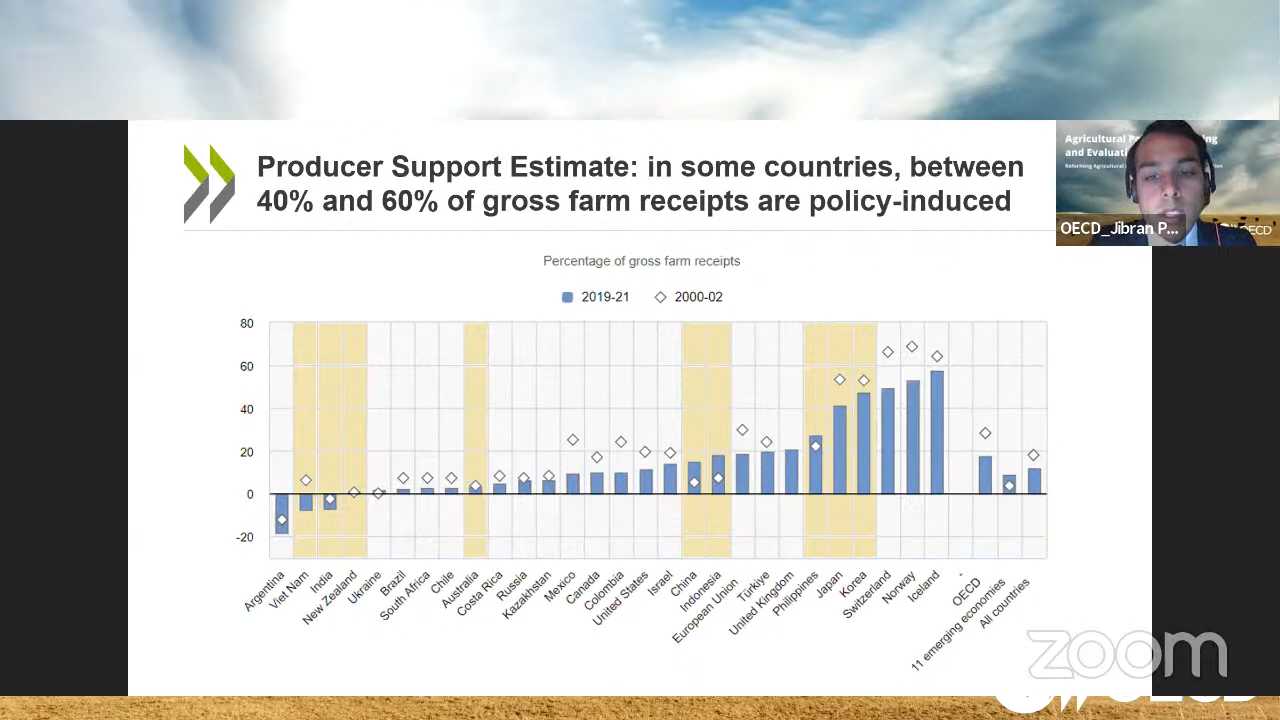 Producer Support Estimate: in some countries, between
40% and 60% of gross farm receipts are policy-induced
Agricultural
and
OECD_Jibran P...
OECD
Percentage of gross farm receipts
2019-21
2000-02
80
60
40
20
0
-20
Argentina
Viet Nam
India
New Zealand
Ukraine
Brazil
South Africa
Chile
Australia
Costa Rica
Russia
Kazakhstan
Mexico
Canada
Colombia
United States
Israel
China
Indonesia
European Union
Türkiye
United Kingdom
Philippines
Japan
Korea
Switzerland
Norway
Iceland
-
OECD
11 emerging economies
All countries
zoom